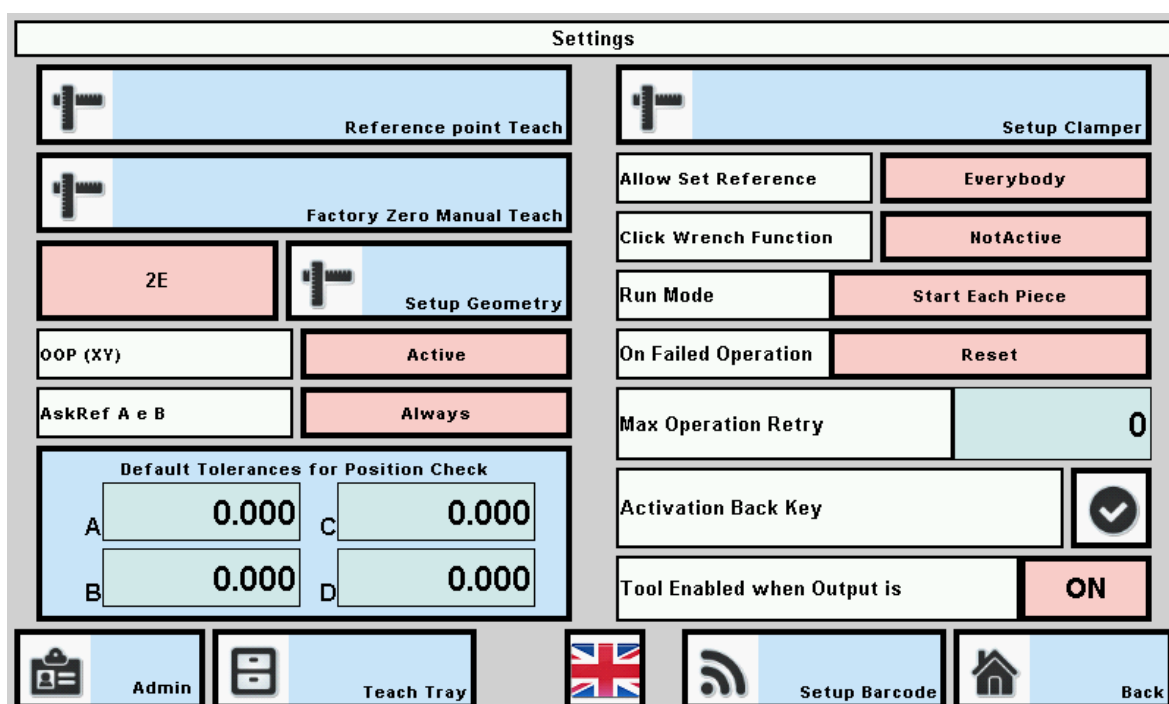 Settings
Reference point Teach
Factory Zero Manual Teach
2E
Setup Geometry
OOP (XY)
Active
AskRef A e B
Always
Default Tolerances for Position Check
A 0.000 C 0.000
B 0.000 D 0.000
Setup Clamper
Allow Set Reference
Everybody
Click Wrench Function
NotActive
Run Mode
Start Each Piece
On Failed Operation
Reset
Max Operation Retry
0
Activation Back Key
Tool Enabled when Output is
ON
Admin
Teach Tray
Setup Barcode
Back